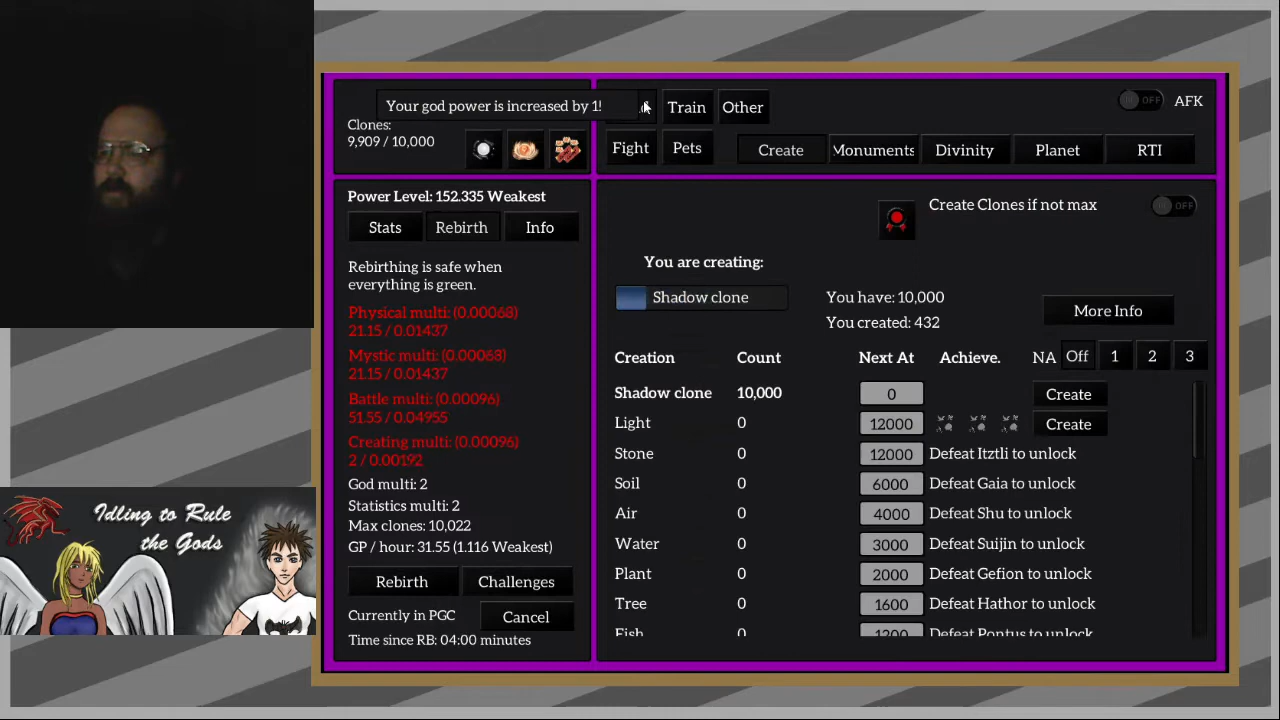 Your god power is increased by 1!
Clones:
9,909 / 10,000
Train
Other
Fight
Pets
Create
Monuments
Divinity
Planet
RTI
OFF
AFK
Power Level: 152.335 Weakest
Stats
Rebirth
Info
Rebirthing is safe when
everything is green.
Physical multi: (0.00068)
21.15 / 0.01437
Mystic multi: (0.00068)
21.15 / 0.01437
Battle multi: (0.00096)
51.55 / 0.04955
Creating multi: (0.00096)
2 / 0.00192
God multi: 2
Statistics multi: 2
Max clones: 10,022
GP / hour: 31.55 (1.116 Weakest)
Rebirth
Challenges
Currently in PGC
Cancel
Time since RB: 04:00 minutes
Create Clones if not max
OFF
You are creating:
Shadow clone
You have: 10,000
You created: 432
More Info
Creation Count Next At Achieve. NA Off 1 2 3
Shadow clone 10,000 0 Create
Light 0 12000 Create
Stone 0 12000 Defeat Itztli to unlock
Soil 0 6000 Defeat Gaia to unlock
Air 0 4000 Defeat Shu to unlock
Water 0 3000 Defeat Suijin to unlock
Plant 0 2000 Defeat Gefion to unlock
Tree 0 1600 Defeat Hathor to unlock
Fish 0 1200 Defeat Pontus to unlock
Idling to Rule
the Gods